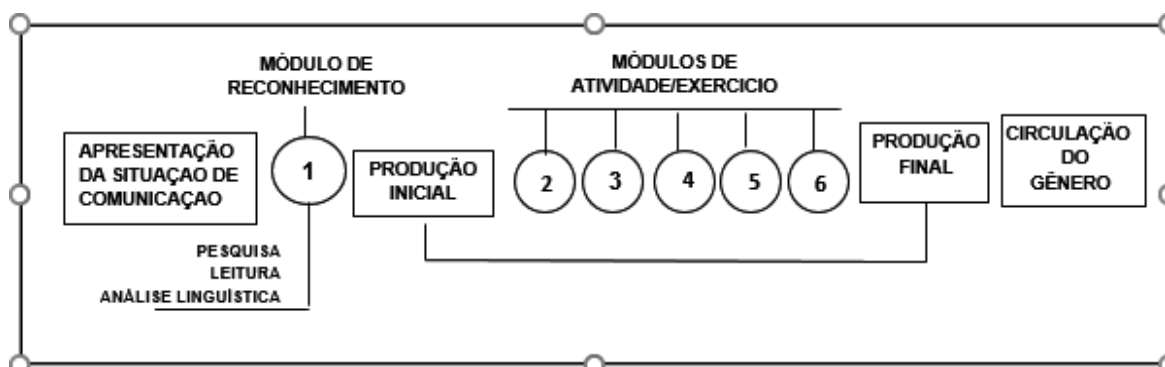 MÓDULO DE
RECONHECIMENTO
MÓDULOS DE
ATIVIDADE/EXERCICIO
APRESENTAÇÃO
DA SITUAÇAO DE
COMUNICAÇAO
1
PRODUÇÃO
INICIAL
2
3
4
5
6
PRODUÇÃO
FINAL
CIRCULAÇÃO
DO
GÊNERO
PESQUISA
LEITURA
ANÁLISE LINGUÍSTICA